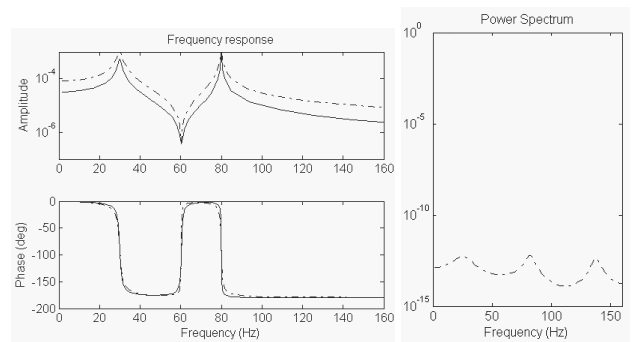 Frequency response
Amplitude
10^-4
10^-6
0 20 40 60 80 100 120 140 160
Phase (deg)
0
-50
-100
-150
-200
0 20 40 60 80 100 120 140 160
Frequency (Hz)
Power Spectrum
10^0
10^-5
10^-10
10^-15
0 50 100 150
Frequency (Hz)